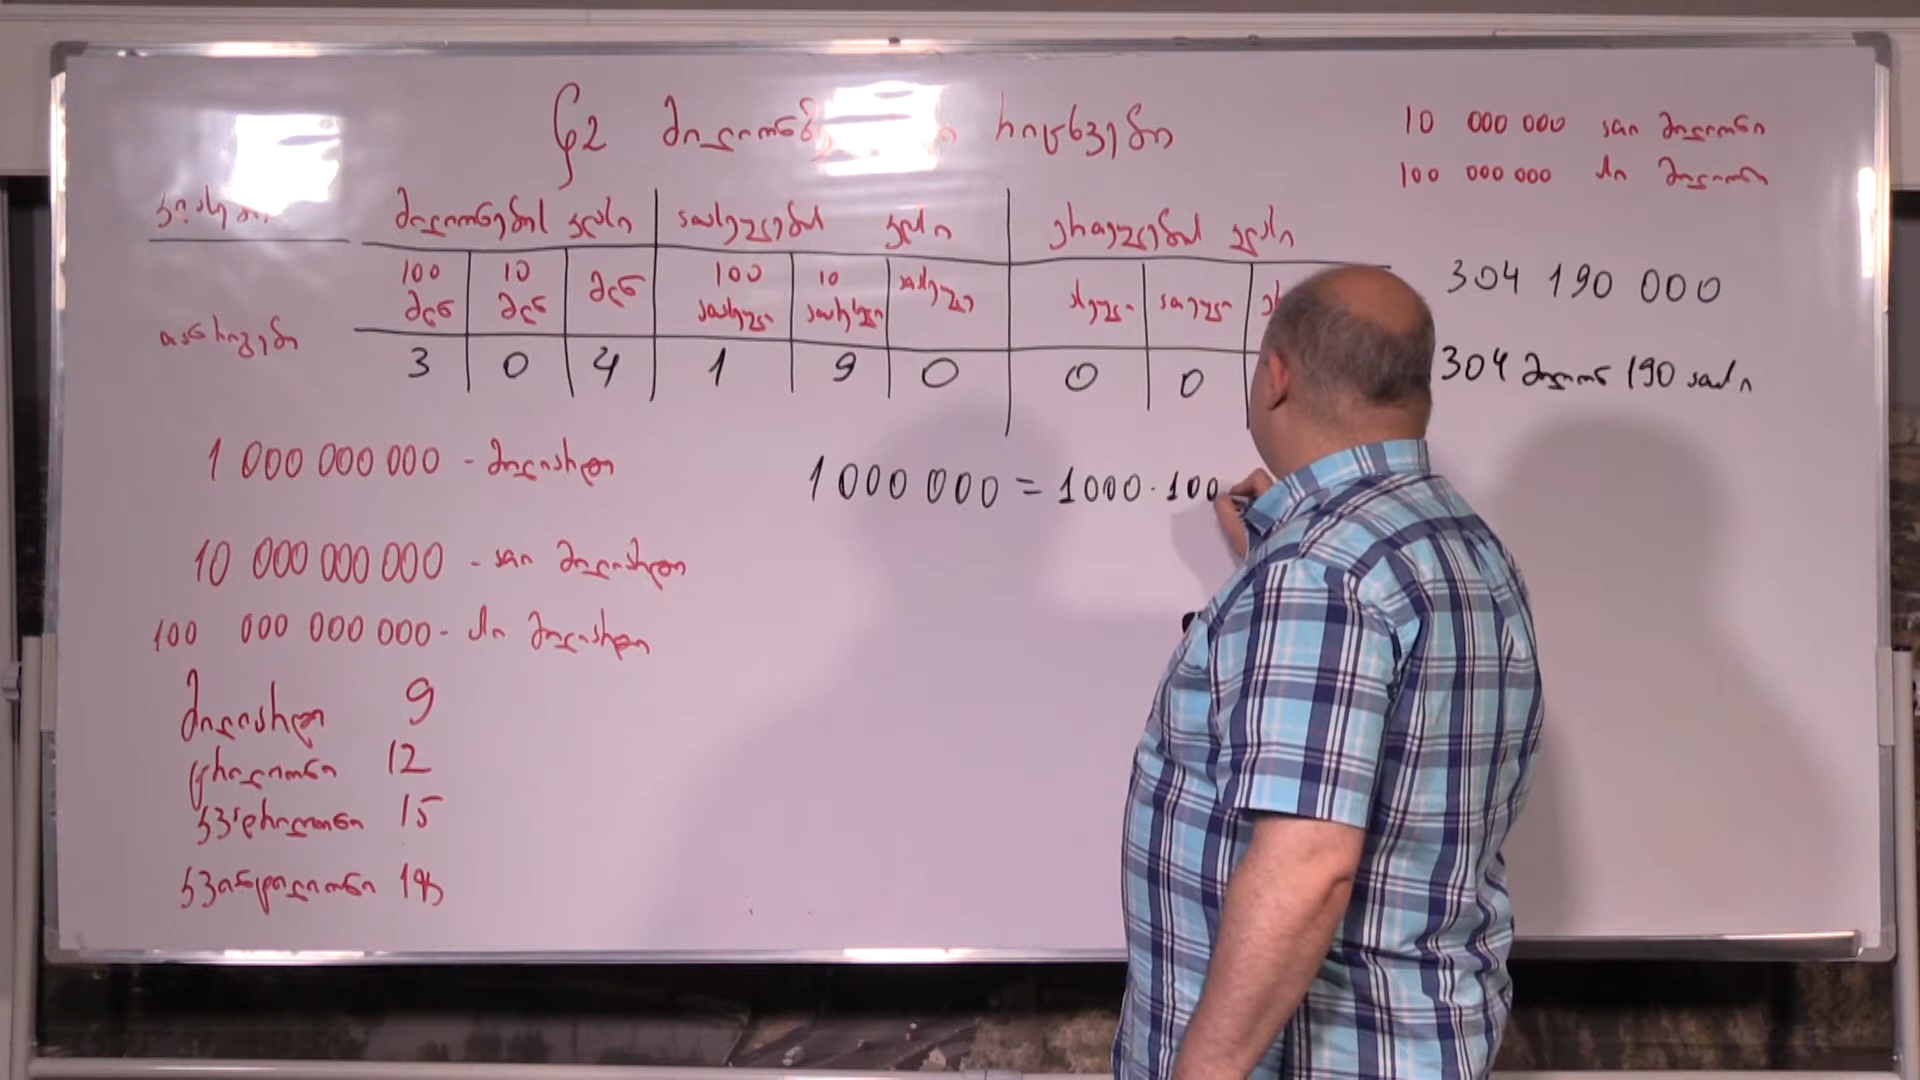 §2 მილიონ რიცხვები
10 000 000 ათი მილიონი
100 000 000 ასი მილიონი
კლასები მილიონების კლასი ათასეულების კლასი ერთეულების კლასი
100 მლნ 10 მლნ მლნ 100 ათასეული 10 ათასეული ათასეული ასეული ათეული
თანრიგები 3 0 4 1 9 0 0 0
304 190 000
304 მილიონ 190 ათასი
1 000 000 000 - მილიარდი
1 000 000 = 1000 · 100
10 000 000 000 - ათი მილიარდი
100 000 000 000 - ასი მილიარდი
მილიარდი 9
ტრილიონი 12
კვადრილიონი 15
კვინტილიონი 18